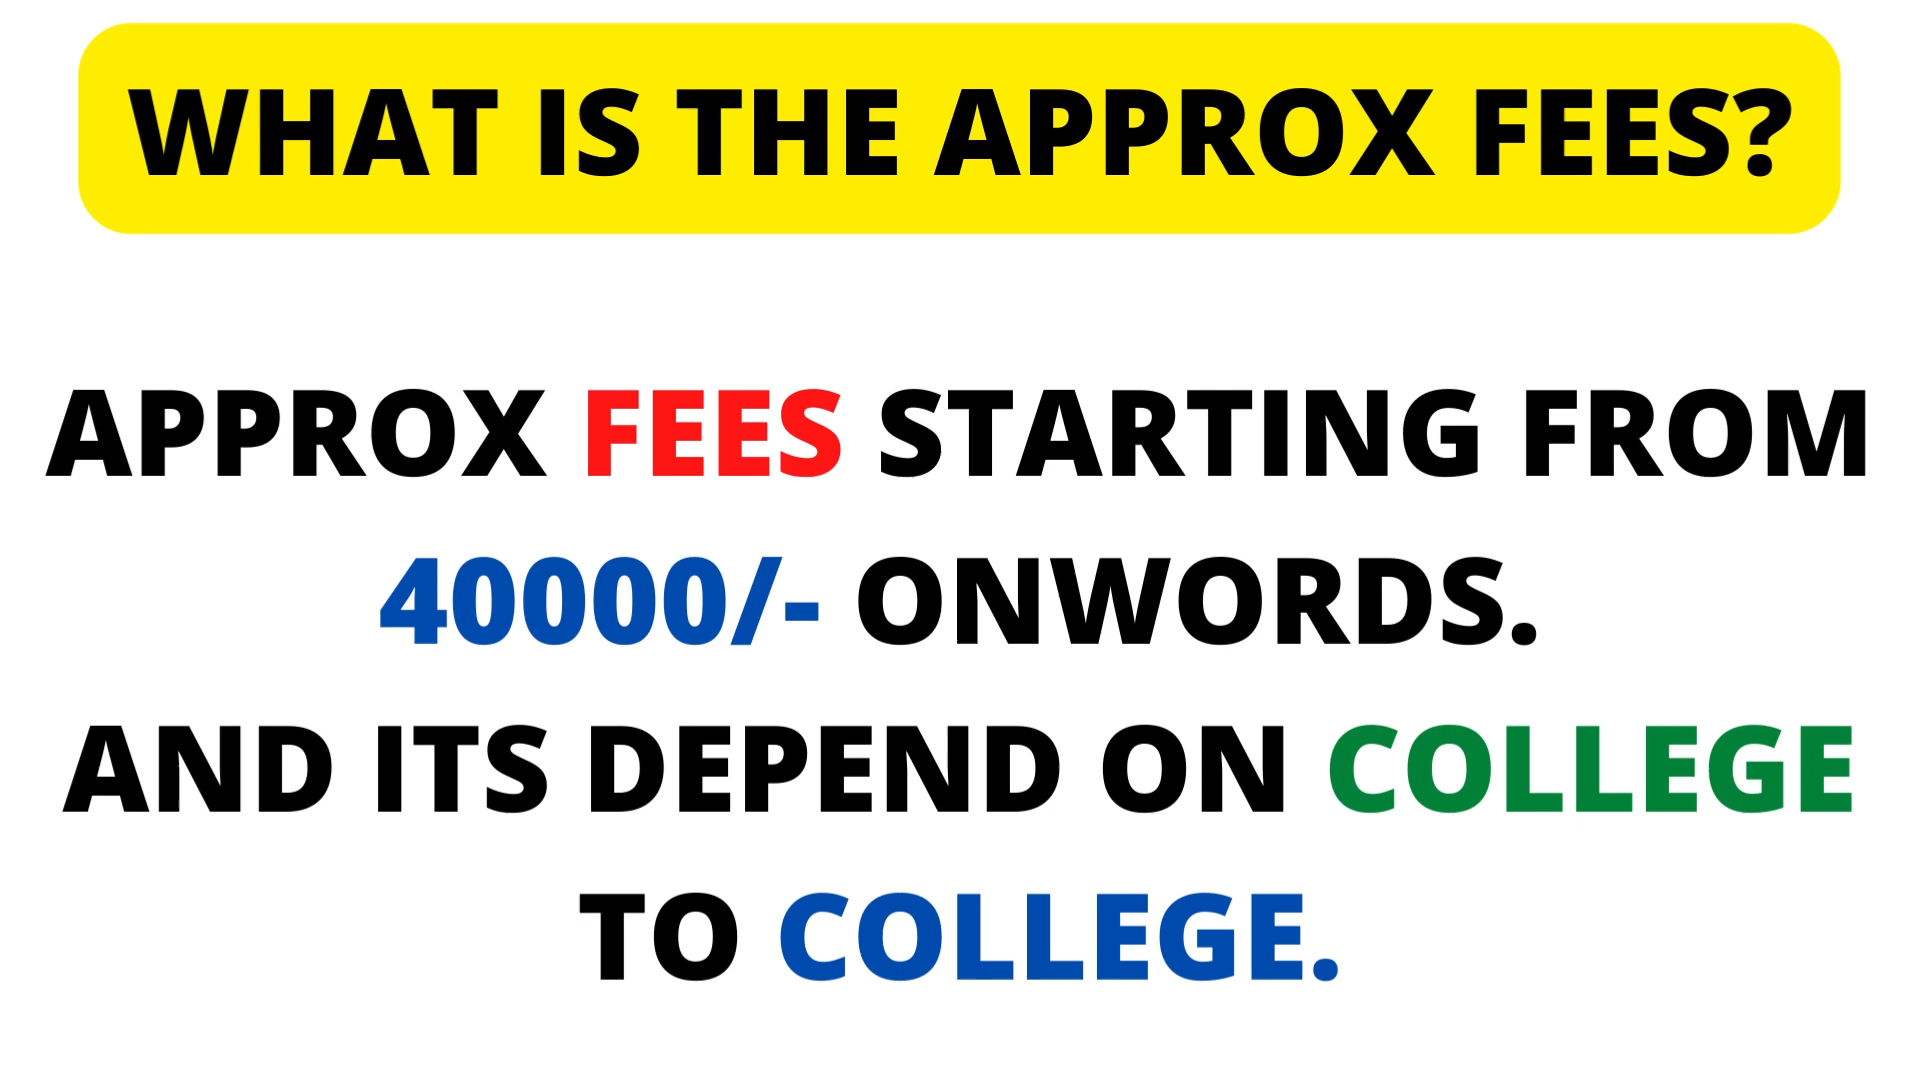 WHAT IS THE APPROX FEES?
APPROX FEES STARTING FROM
40000/- ONWORDS.
AND ITS DEPEND ON COLLEGE
TO COLLEGE.